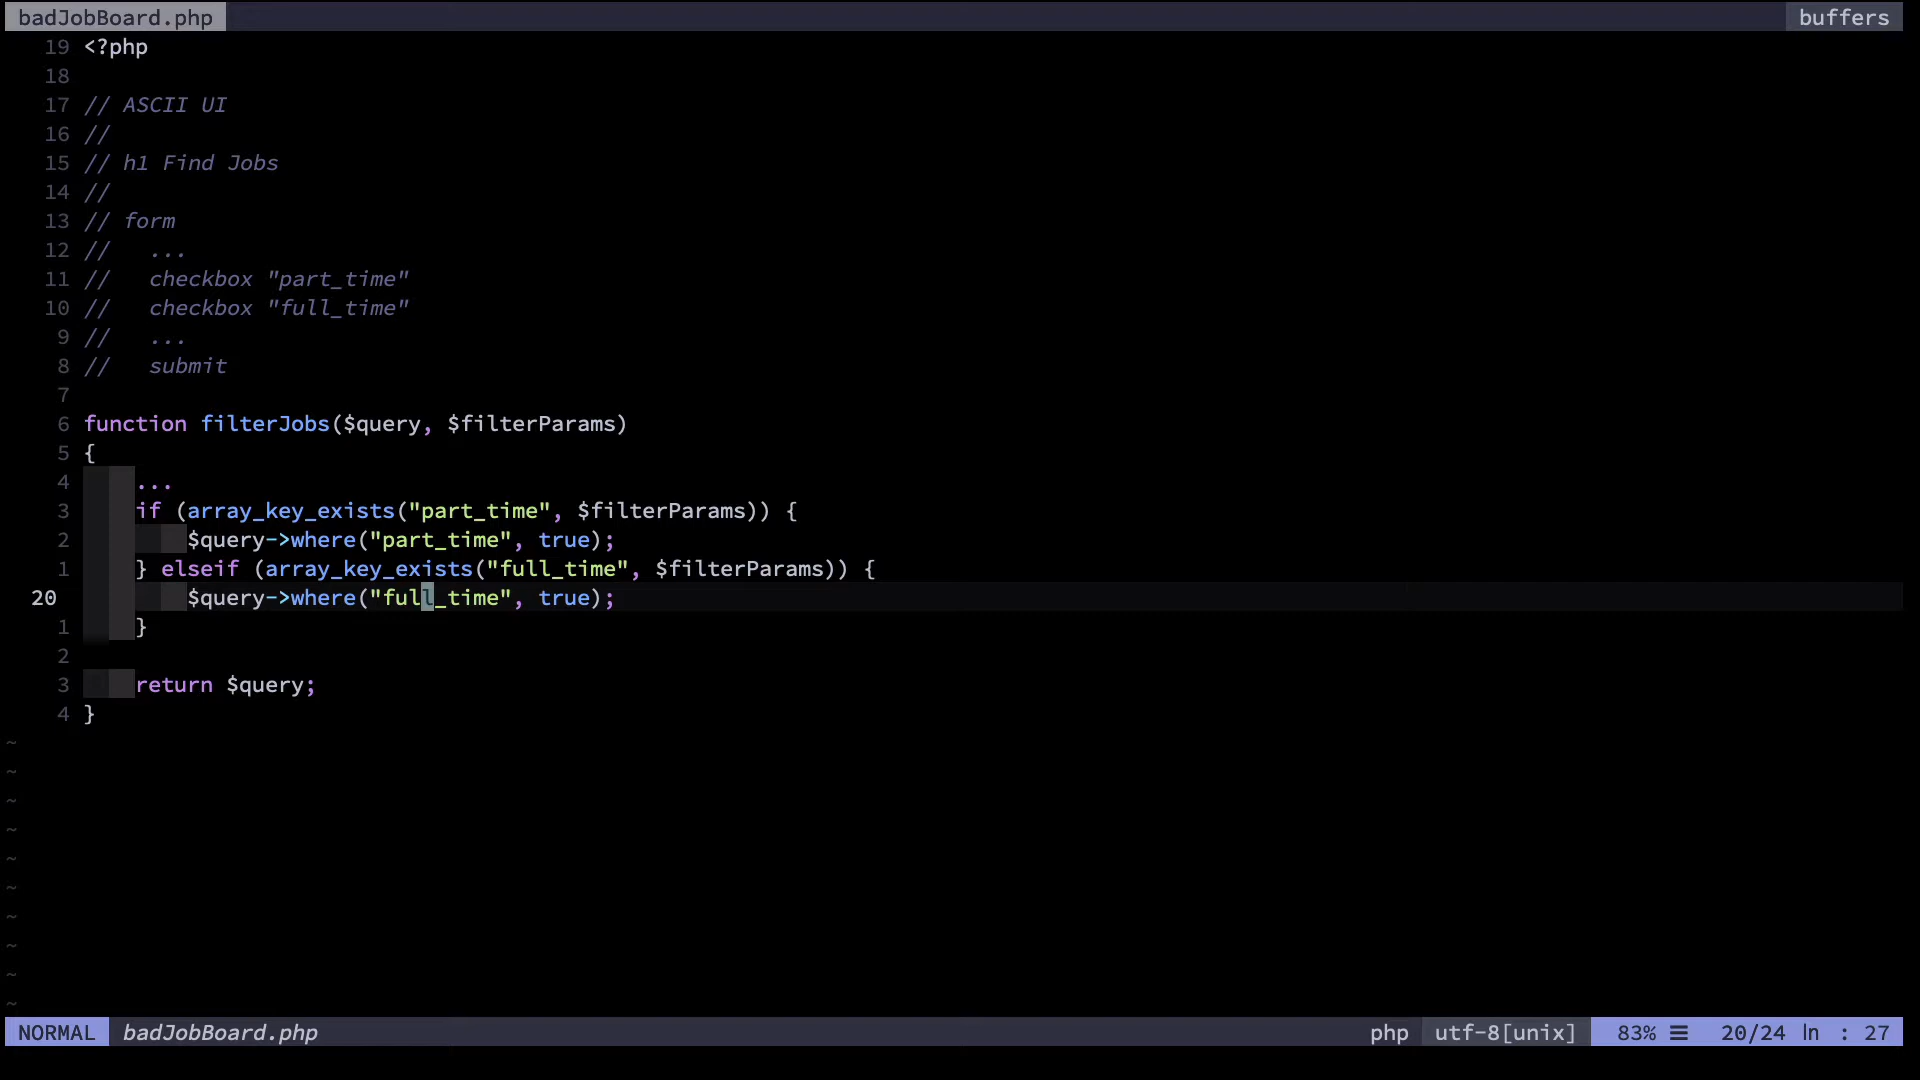 badJobBoard.php buffers
19 <?php
18
17 // ASCII UI
16 //
15 // h1 Find Jobs
14 //
13 // form
12 //   ...
11 //   checkbox "part_time"
10 //   checkbox "full_time"
9 //   ...
8 //   submit
7
6 function filterJobs($query, $filterParams)
5 {
4     ...
3     if (array_key_exists("part_time", $filterParams)) {
2         $query->where("part_time", true);
1     } elseif (array_key_exists("full_time", $filterParams)) {
20         $query->where("full_time", true);
1     }
2
3     return $query;
4 }
~
~
~
~
~
~
~
~
~
~
NORMAL badJobBoard.php php utf-8[unix] 83% ☰ 20/24 ln : 27